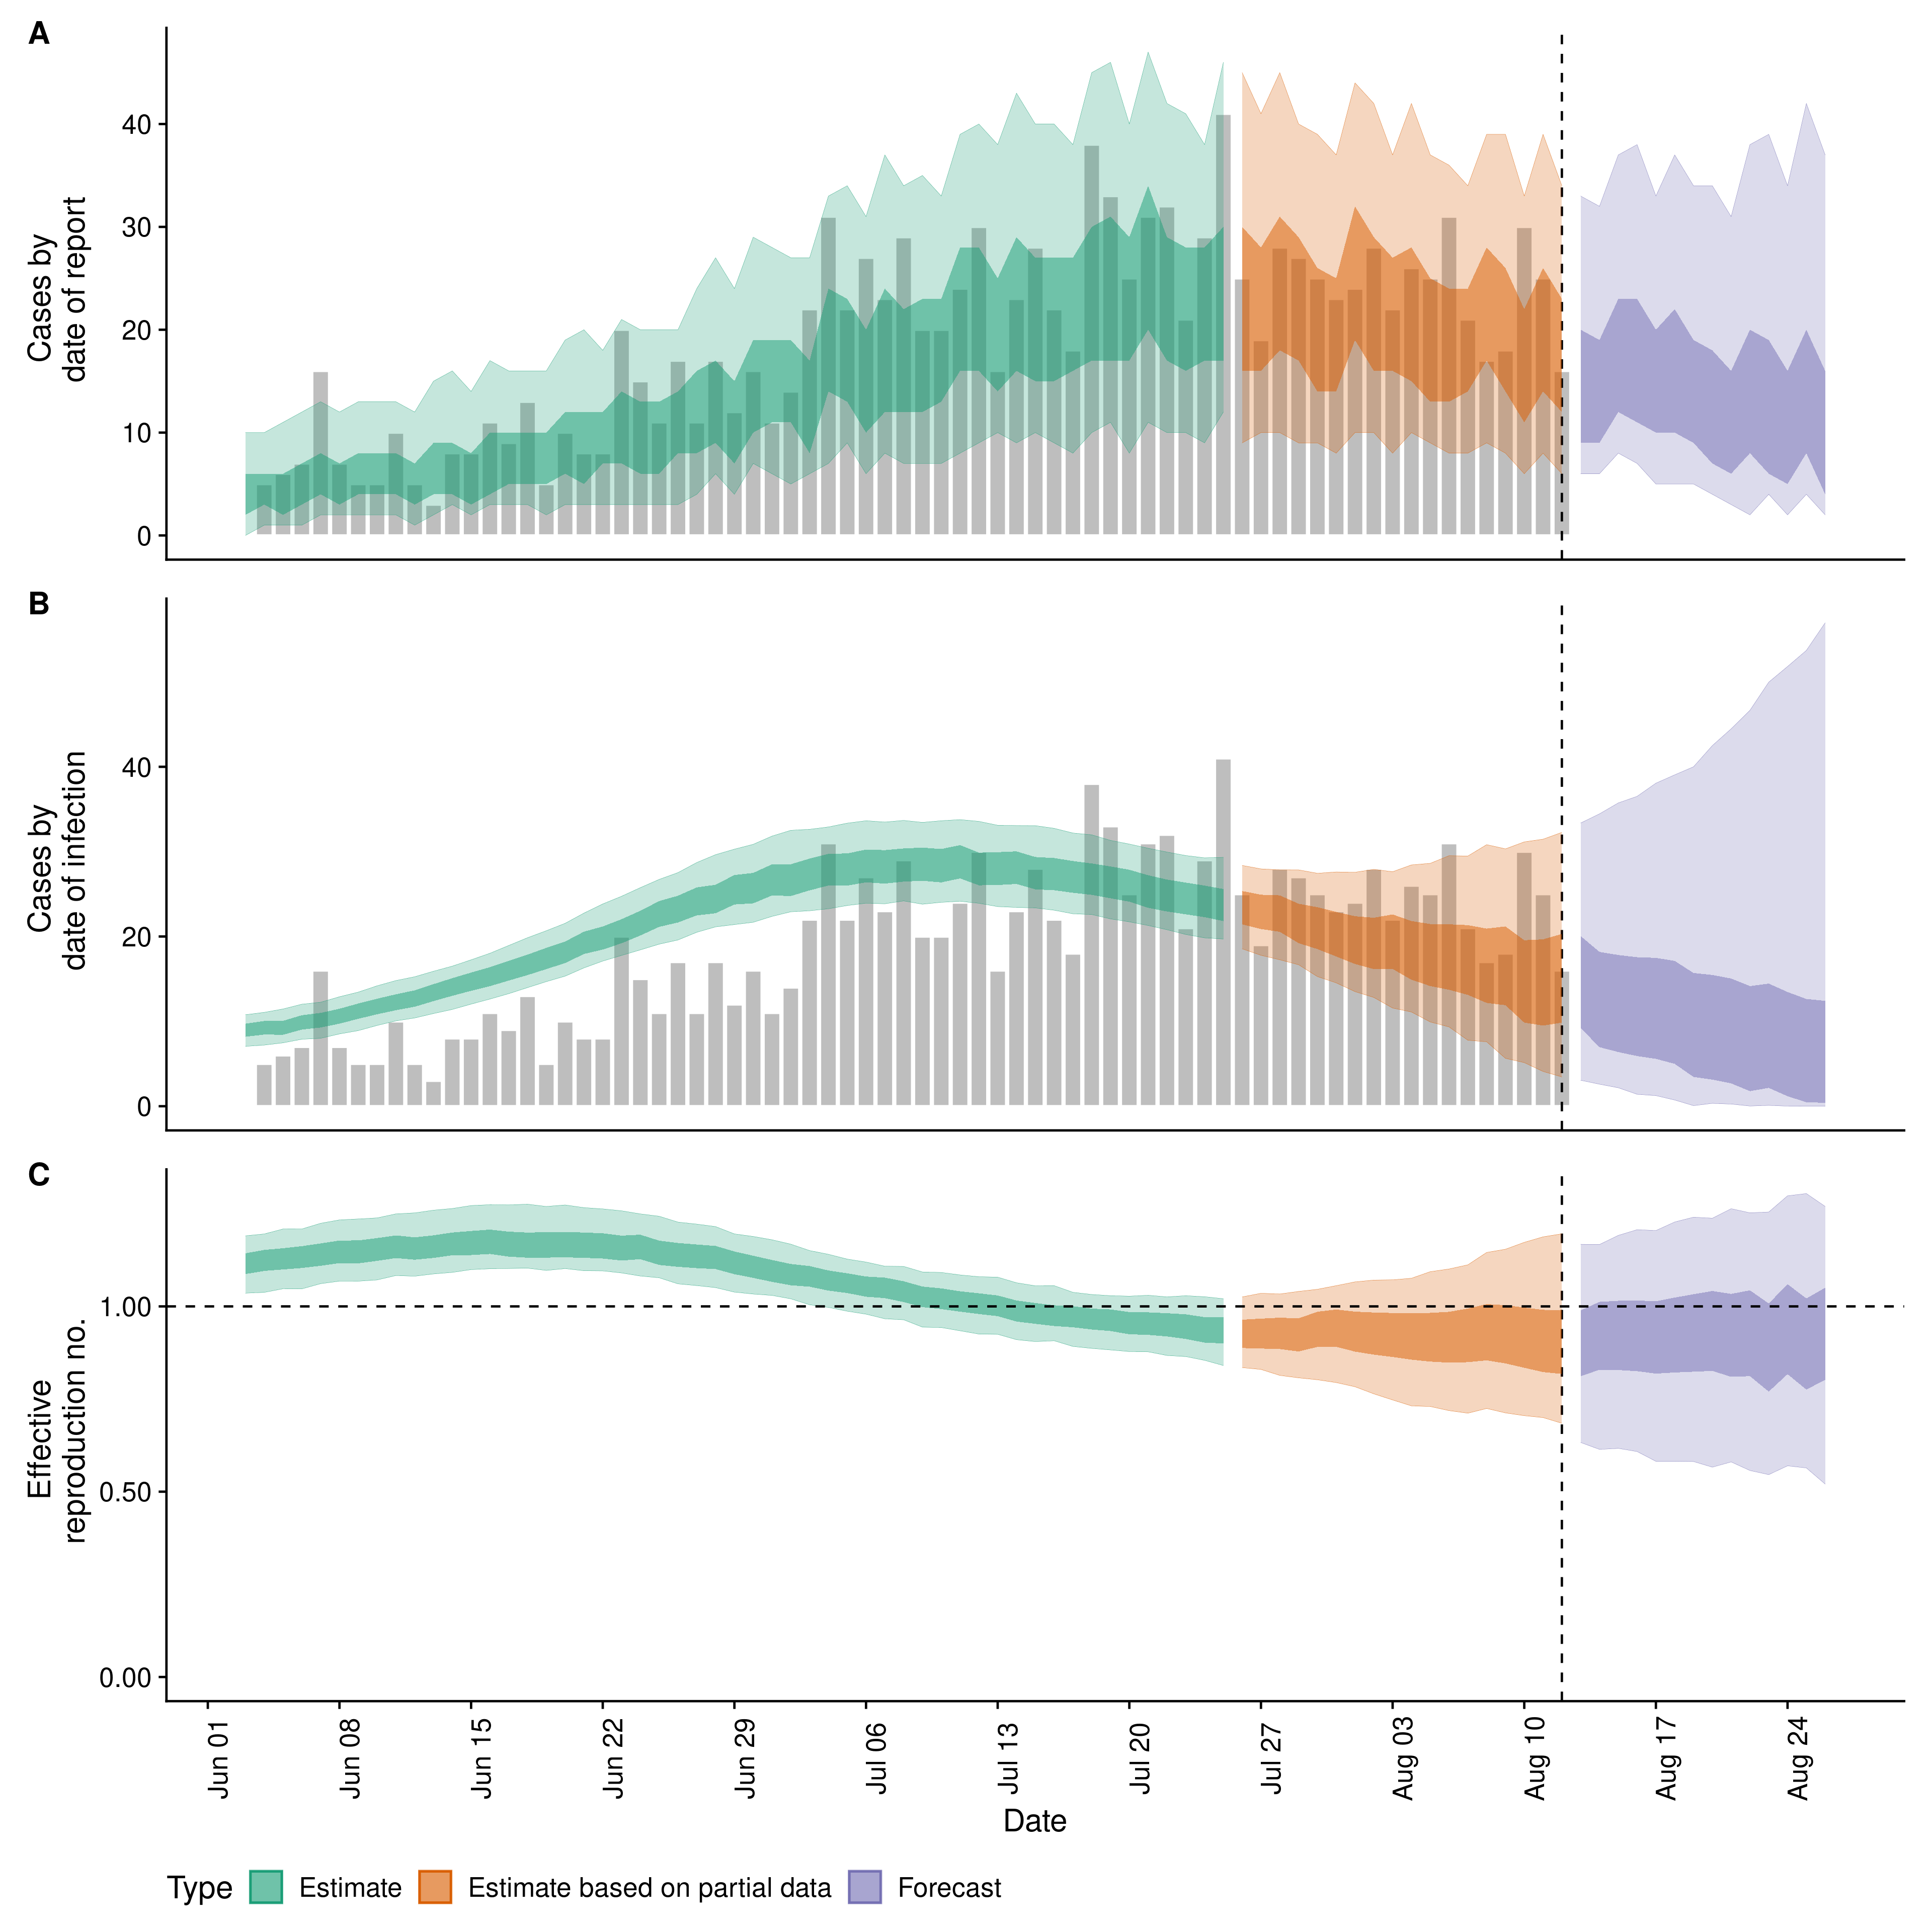 A
Cases by
date of report
40
30
20
10
0
B
Cases by
date of infection
40
20
0
C
Effective
reproduction no.
1.00
0.50
0.00
Jun 01
Jun 08
Jun 15
Jun 22
Jun 29
Jul 06
Jul 13
Jul 20
Jul 27
Aug 03
Aug 10
Aug 17
Aug 24
Date
Type Estimate Estimate based on partial data Forecast